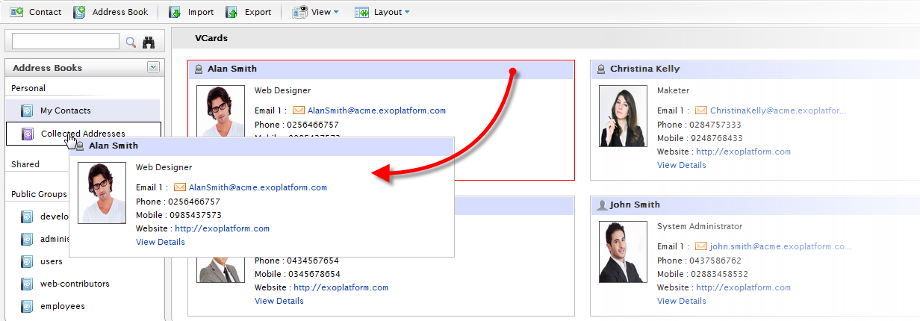 Contact Address Book Import Export View Layout
VCards
Address Books
Personal
My Contacts
Collected Addresses
Shared
Public Groups
develo
adminis
users
web-contributors
employees
Alan Smith
Web Designer
Email 1 : AlanSmith@acme.exoplatform.com
Phone : 0256466757
Christina Kelly
Maketer
Email 1 : ChristinaKelly@acme.exoplatfor...
Phone : 0284757333
Mobile : 9248768433
Website : http://exoplatform.com
View Details
Alan Smith
Web Designer
Email 1 : AlanSmith@acme.exoplatform.com
Phone : 0256466757
Mobile : 0985437573
Website : http://exoplatform.com
View Details
Phone : 0434567654
Mobile : 0345678654
Website : http://exoplatform.com
View Details
John Smith
System Administrator
Email 1 : john.smith@acme.exoplatform.co...
Phone : 0437586762
Mobile : 02883458532
Website : http://exoplatform.com
View Details